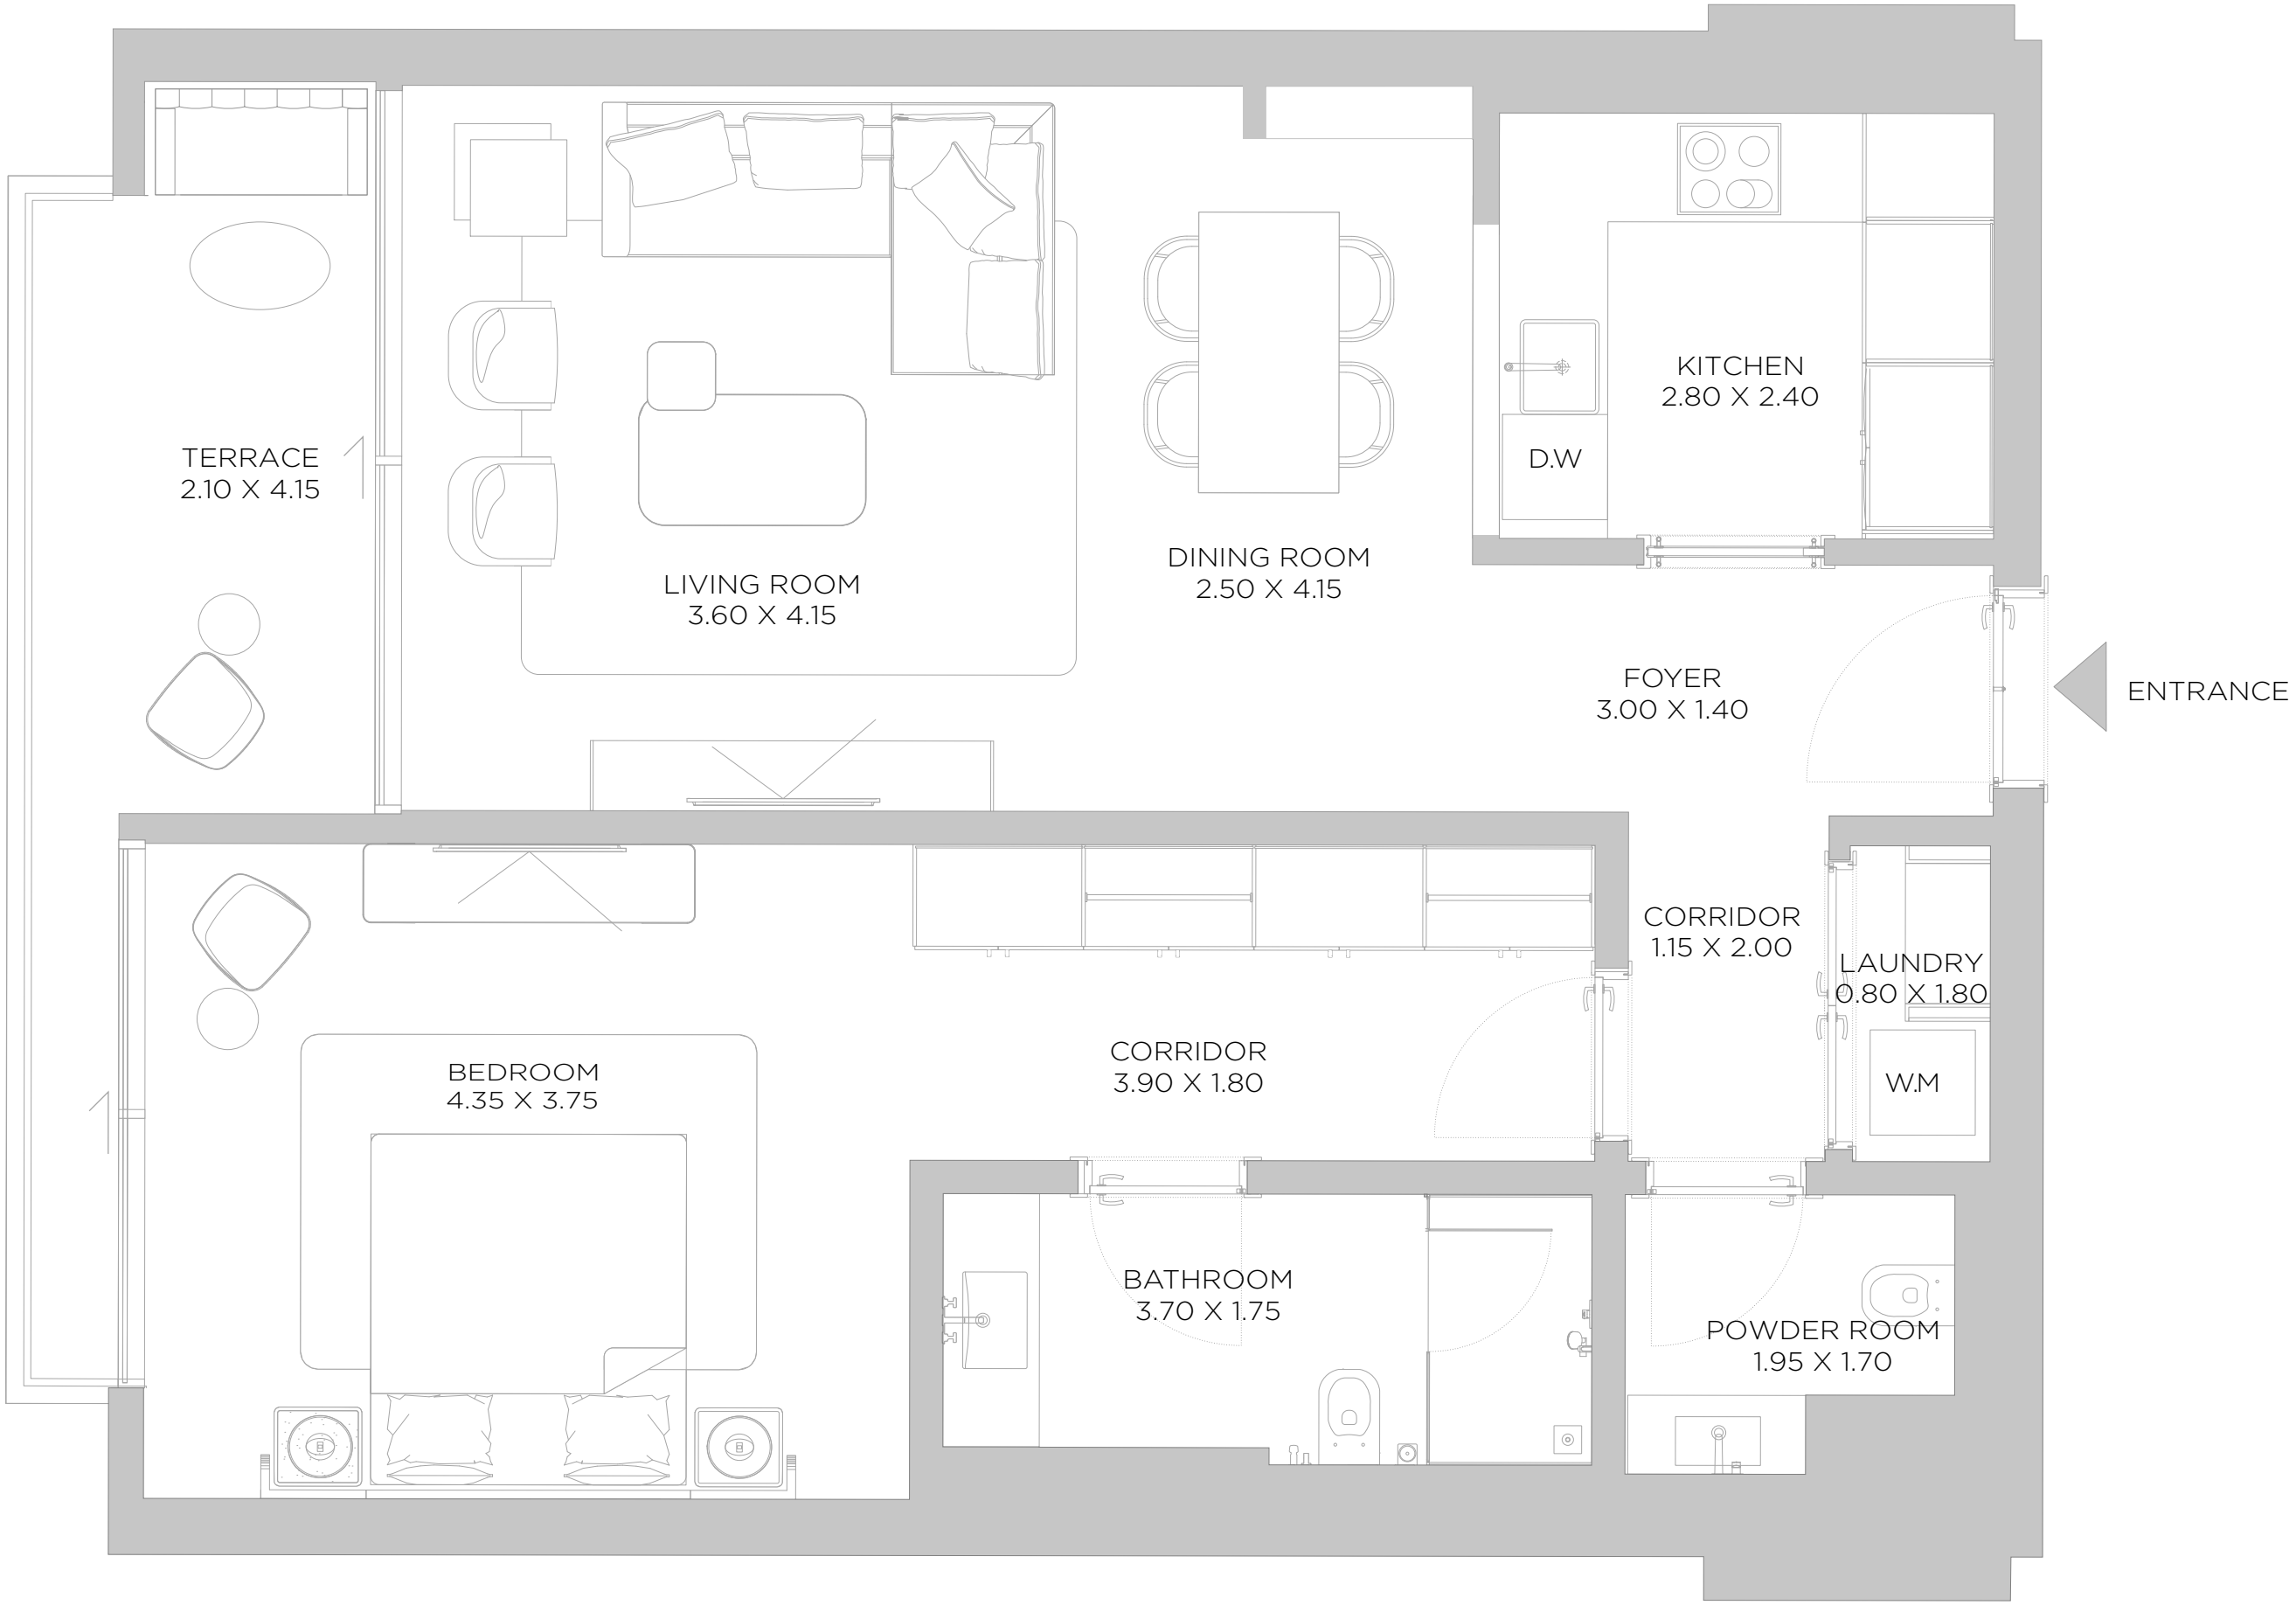 KITCHEN
2.80 X 2.40
TERRACE
2.10 X 4.15
D.W
LIVING ROOM
3.60 X 4.15
DINING ROOM
2.50 X 4.15
FOYER
3.00 X 1.40
ENTRANCE
CORRIDOR
1.15 X 2.00
LAUNDRY
0.80 X 1.80
BEDROOM
4.35 X 3.75
CORRIDOR
3.90 X 1.80
W.M
BATHROOM
3.70 X 1.75
POWDER ROOM
1.95 X 1.70